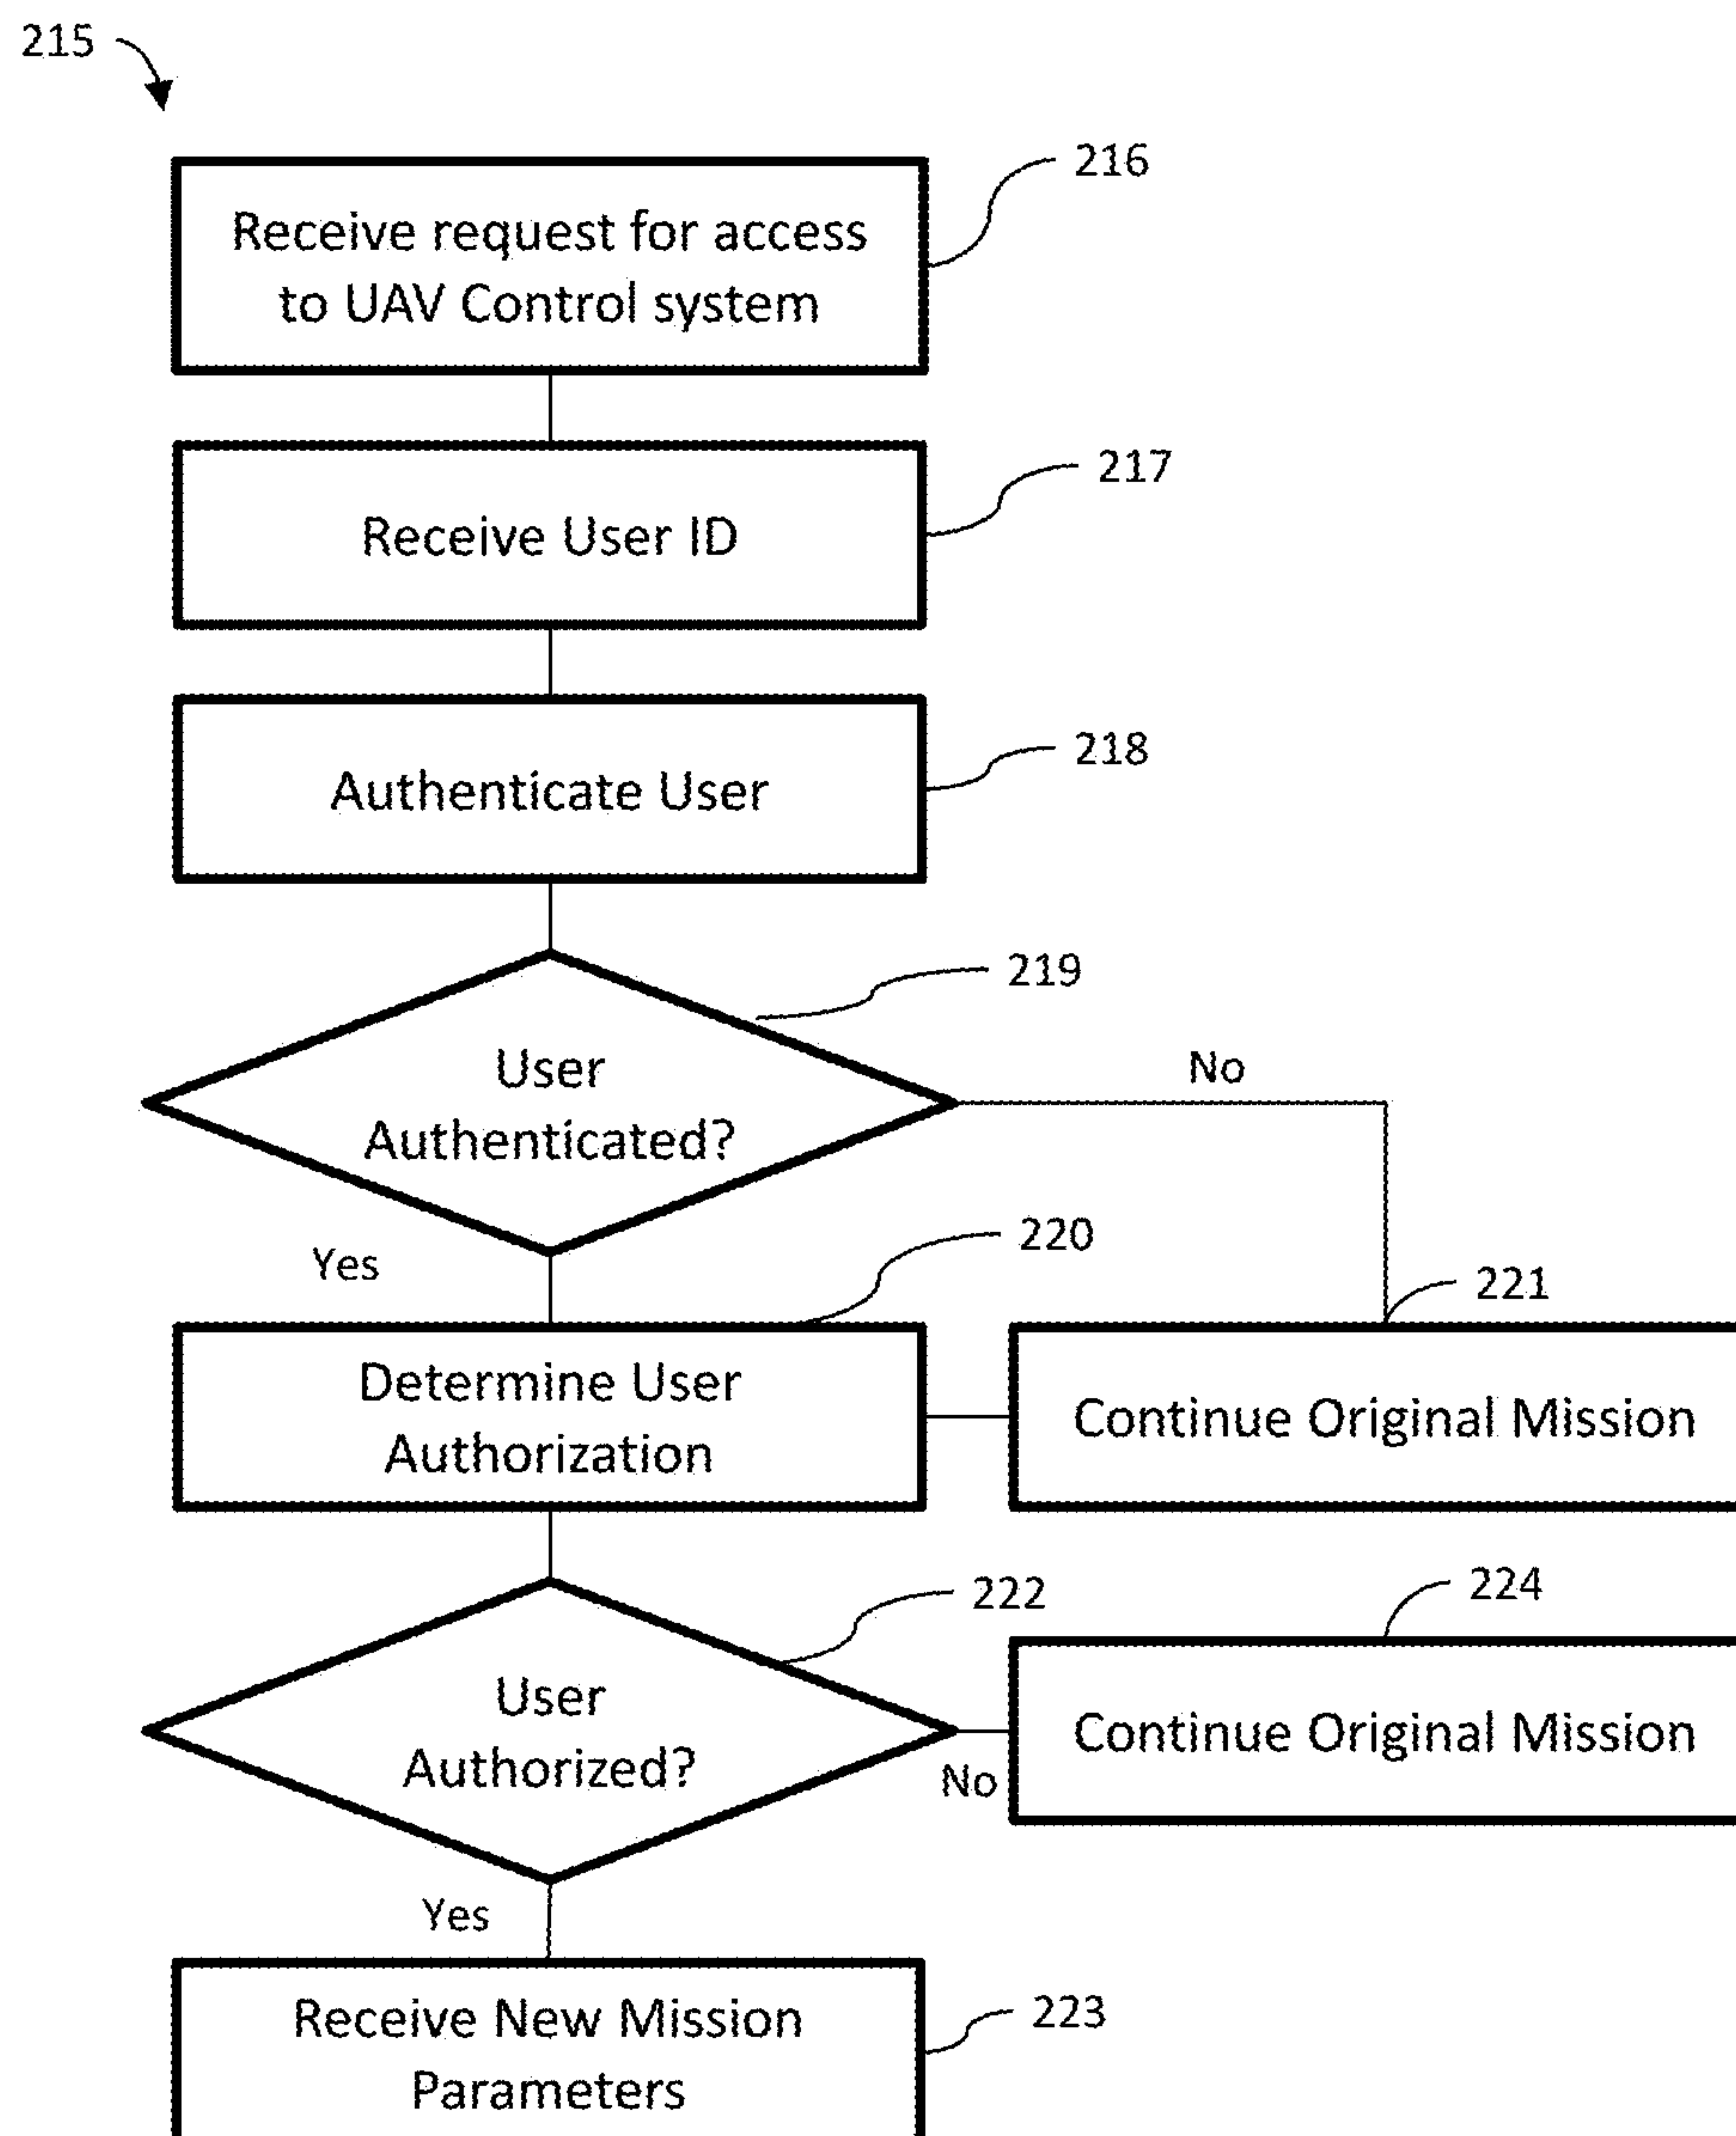 215
216
Receive request for access
to UAV Control system
217
Receive User ID
218
Authenticate User
219
User
Authenticated?
No
Yes
220
Determine User
Authorization
221
Continue Original Mission
222
User
Authorized?
No
224
Continue Original Mission
Yes
223
Receive New Mission
Parameters